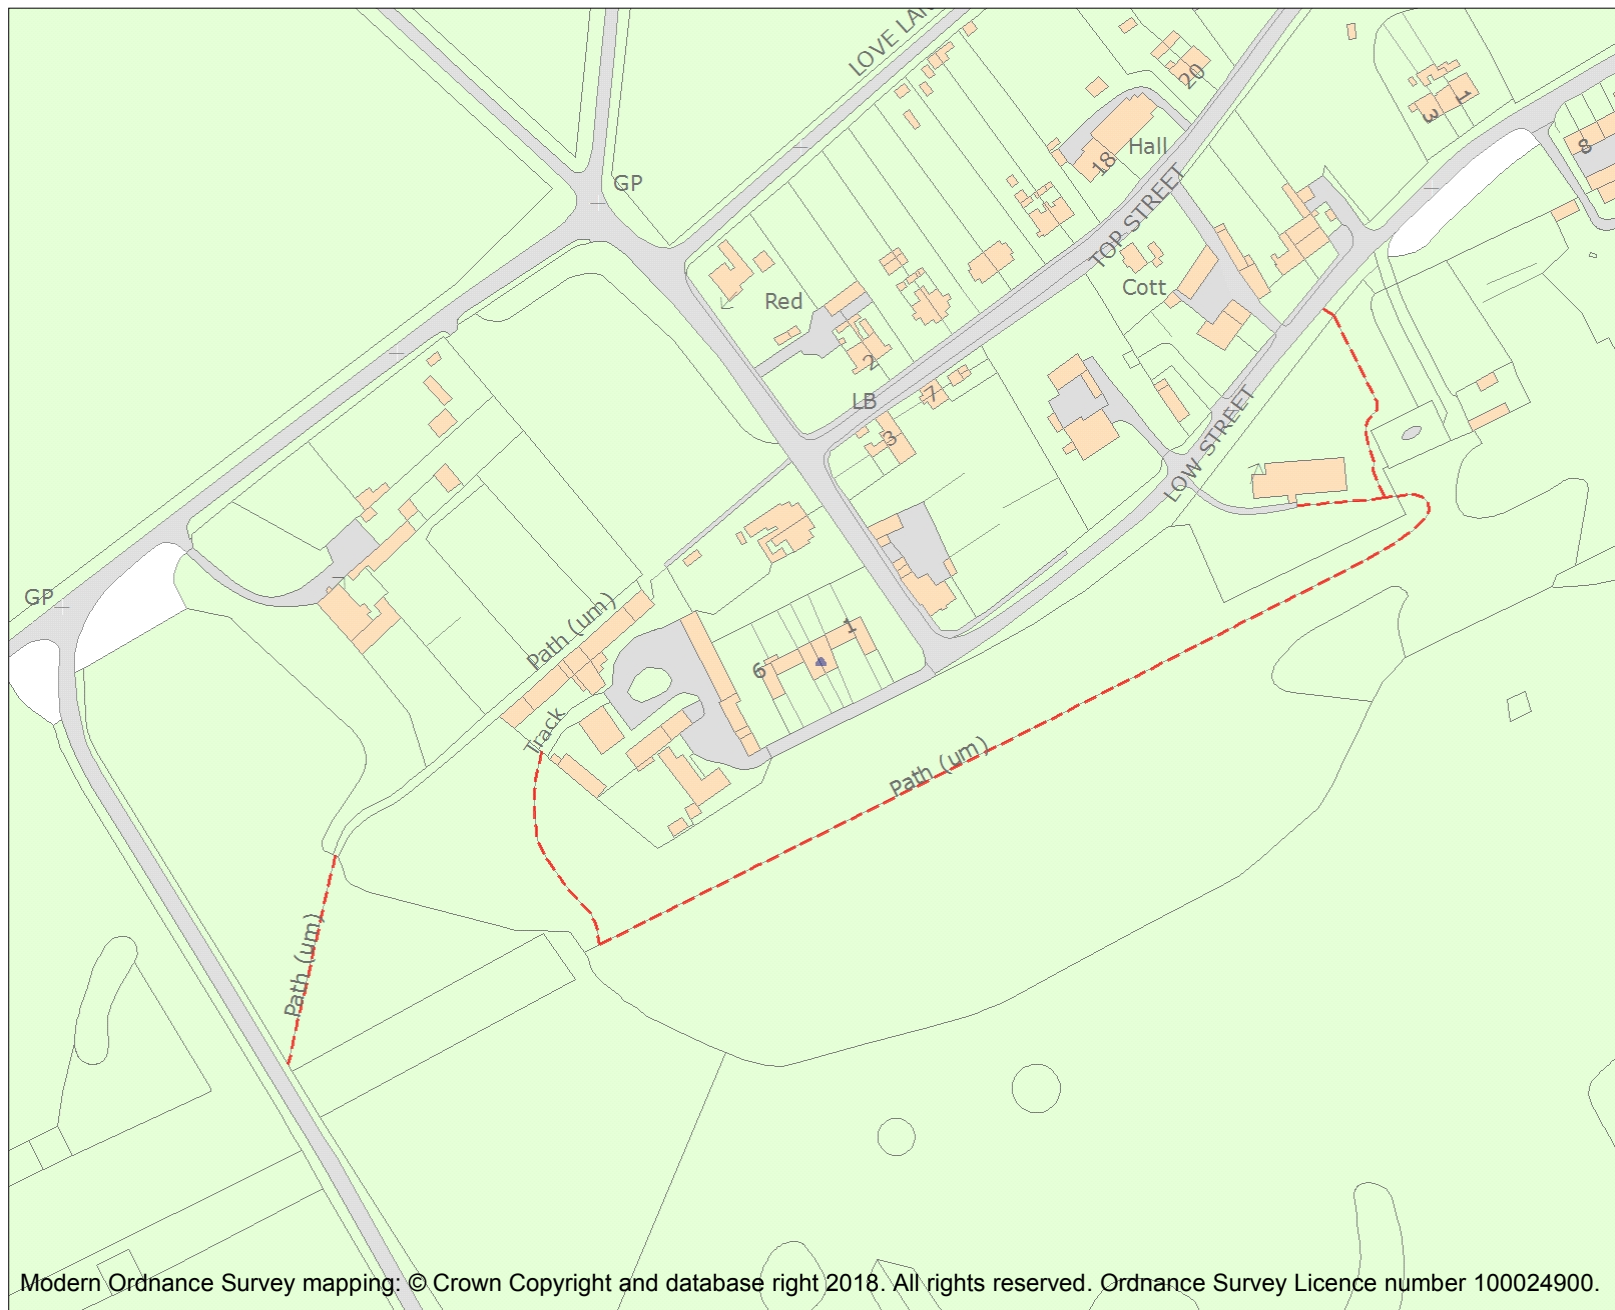 LOVE LAN
20
1
3
8
GP
18
Hall
TOP STREET
Cott
Red
2
LB
7
3
LOW STREET
GP
Path (um)
1
6
Track
Path (um)
Path (um)
Modern Ordnance Survey mapping: © Crown Copyright and database right 2018. All rights reserved. Ordnance Survey Licence number 100024900.